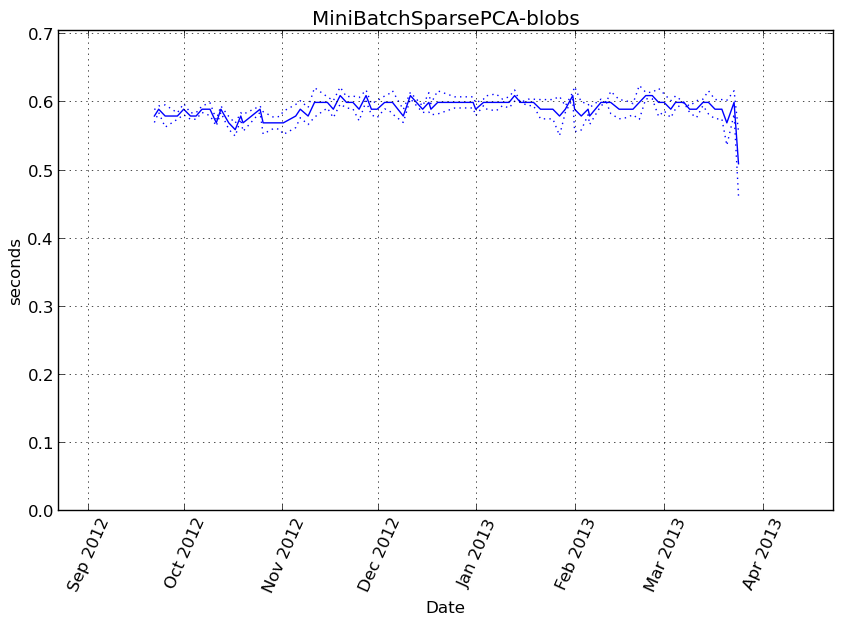 MiniBatchSparsePCA-blobs
0.7
0.6
0.5
0.4
0.3
0.2
0.1
0.0
seconds
Sep 2012
Oct 2012
Nov 2012
Dec 2012
Jan 2013
Feb 2013
Mar 2013
Apr 2013
Date